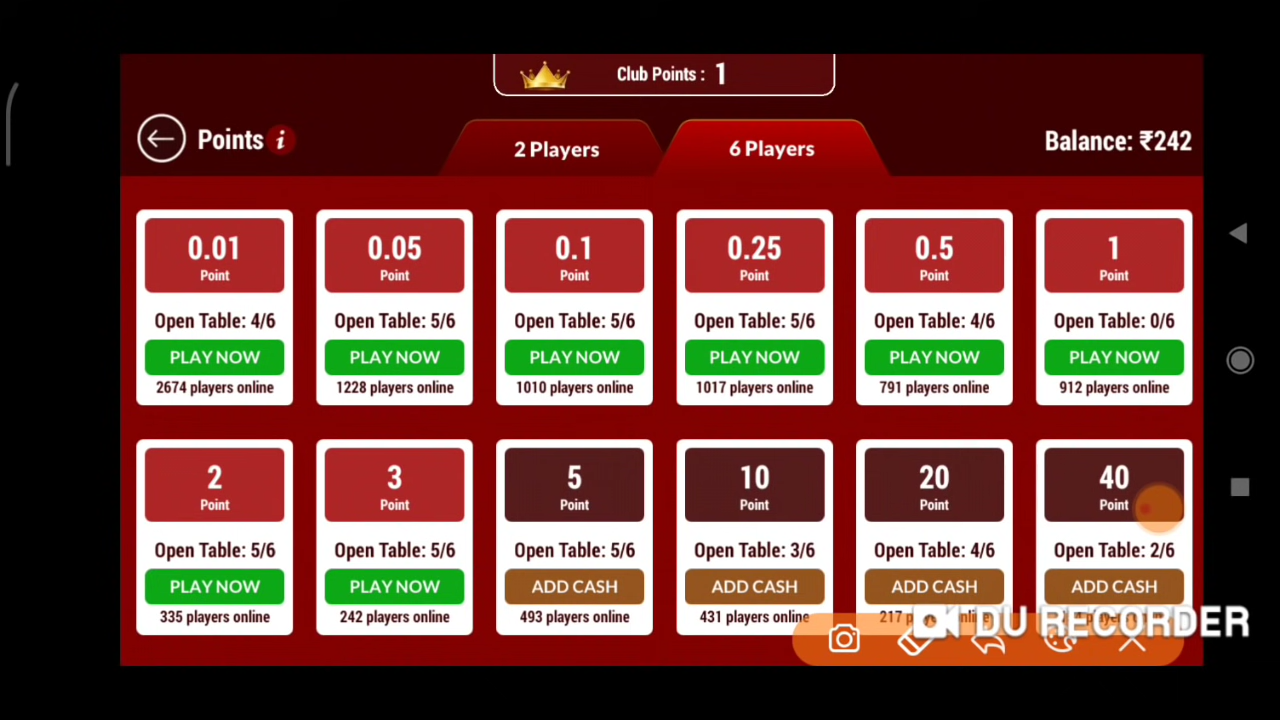 Club Points : 1
Points i
2 Players
6 Players
Balance: ₹242
0.01
Point
Open Table: 4/6
PLAY NOW
2674 players online
0.05
Point
Open Table: 5/6
PLAY NOW
1228 players online
0.1
Point
Open Table: 5/6
PLAY NOW
1010 players online
0.25
Point
Open Table: 5/6
PLAY NOW
1017 players online
0.5
Point
Open Table: 4/6
PLAY NOW
791 players online
1
Point
Open Table: 0/6
PLAY NOW
912 players online
2
Point
Open Table: 5/6
PLAY NOW
335 players online
3
Point
Open Table: 5/6
PLAY NOW
242 players online
5
Point
Open Table: 5/6
ADD CASH
493 players online
10
Point
Open Table: 3/6
ADD CASH
431 players online
20
Point
Open Table: 4/6
ADD CASH
217
40
Point
Open Table: 2/6
ADD CASH
DU RECORDER